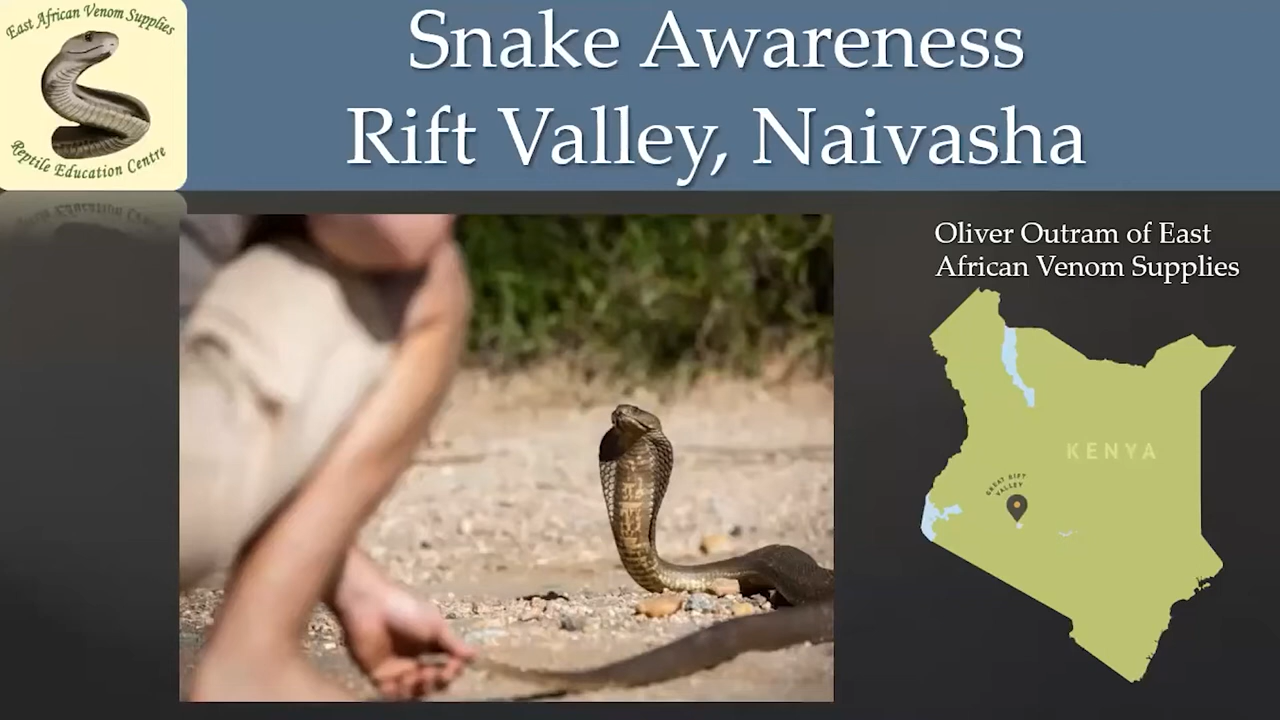 East African Venom Supplies
Reptile Education Centre
Snake Awareness
Rift Valley, Naivasha
Oliver Outram of East
African Venom Supplies
KENYA
GREAT RIFT
VALLEY